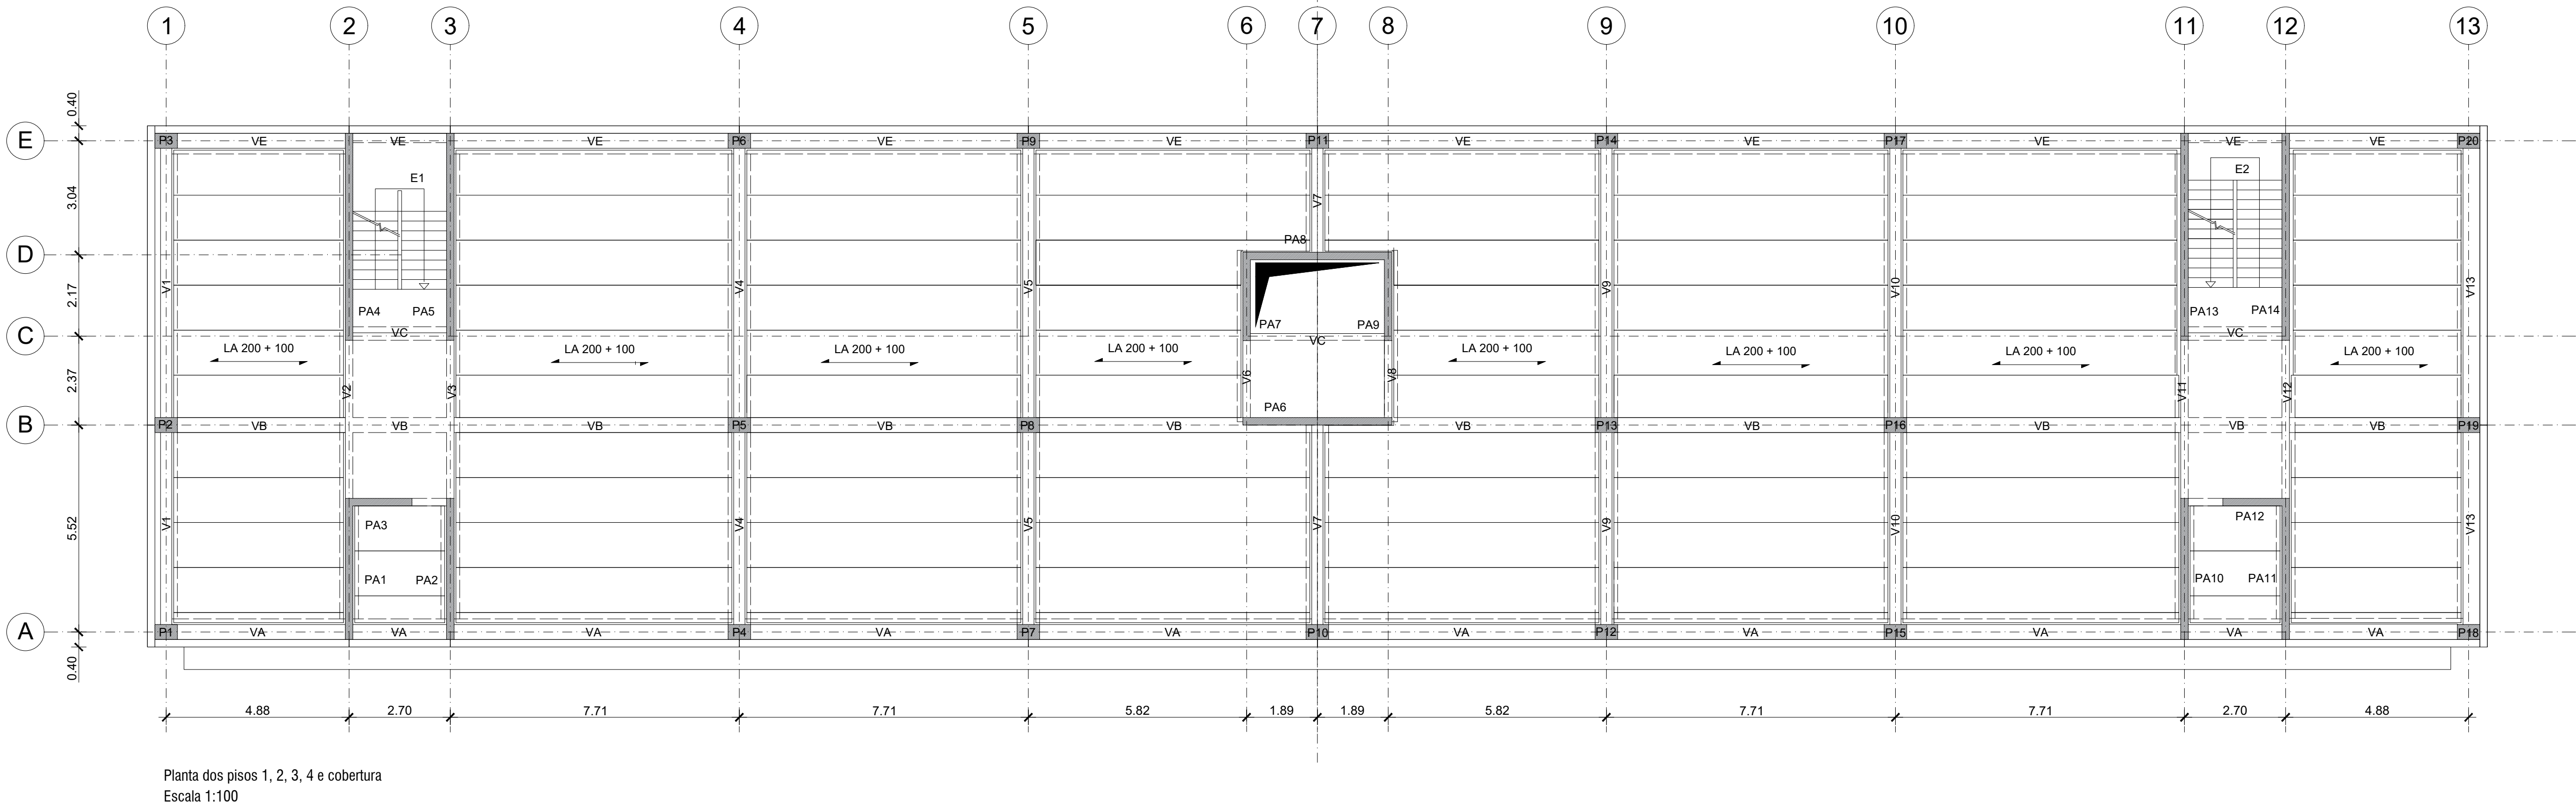 1 2 3 4 5 6 7 8 9 10 11 12 13
0.40
E P3 VE VE VE P6 VE P9 VE P11 VE P14 VE P17 VE VE VE P20
E1 E2
3.04
V7
PA8
D
V1 V4 V5 V9 V10 V13
2.17
PA4 PA5 PA7 PA9 PA13 PA14
C VC VC VC
LA 200 + 100 LA 200 + 100 LA 200 + 100 LA 200 + 100 LA 200 + 100 LA 200 + 100 LA 200 + 100 LA 200 + 100
2.37
V2 V3 V6 V8 V11 V12
PA6
B P2 VB VB VB P5 VB P8 VB VB P13 VB P16 VB VB VB P19
5.52
V1 PA3 V4 V5 V7 V9 V10 PA12 V13
PA1 PA2 PA10 PA11
A P1 VA VA VA P4 VA P7 VA P10 VA P12 VA P15 VA VA VA P18
0.40
4.88 2.70 7.71 7.71 5.82 1.89 1.89 5.82 7.71 7.71 2.70 4.88
Planta dos pisos 1, 2, 3, 4 e cobertura
Escala 1:100